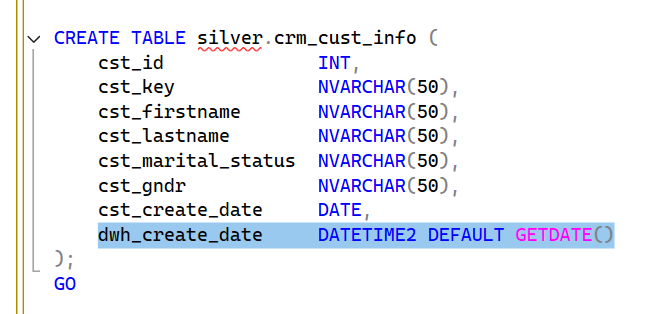 CREATE TABLE silver.crm_cust_info (
    cst_id             INT,
    cst_key            NVARCHAR(50),
    cst_firstname      NVARCHAR(50),
    cst_lastname       NVARCHAR(50),
    cst_marital_status NVARCHAR(50),
    cst_gndr           NVARCHAR(50),
    cst_create_date    DATE,
    dwh_create_date    DATETIME2 DEFAULT GETDATE()
);
GO